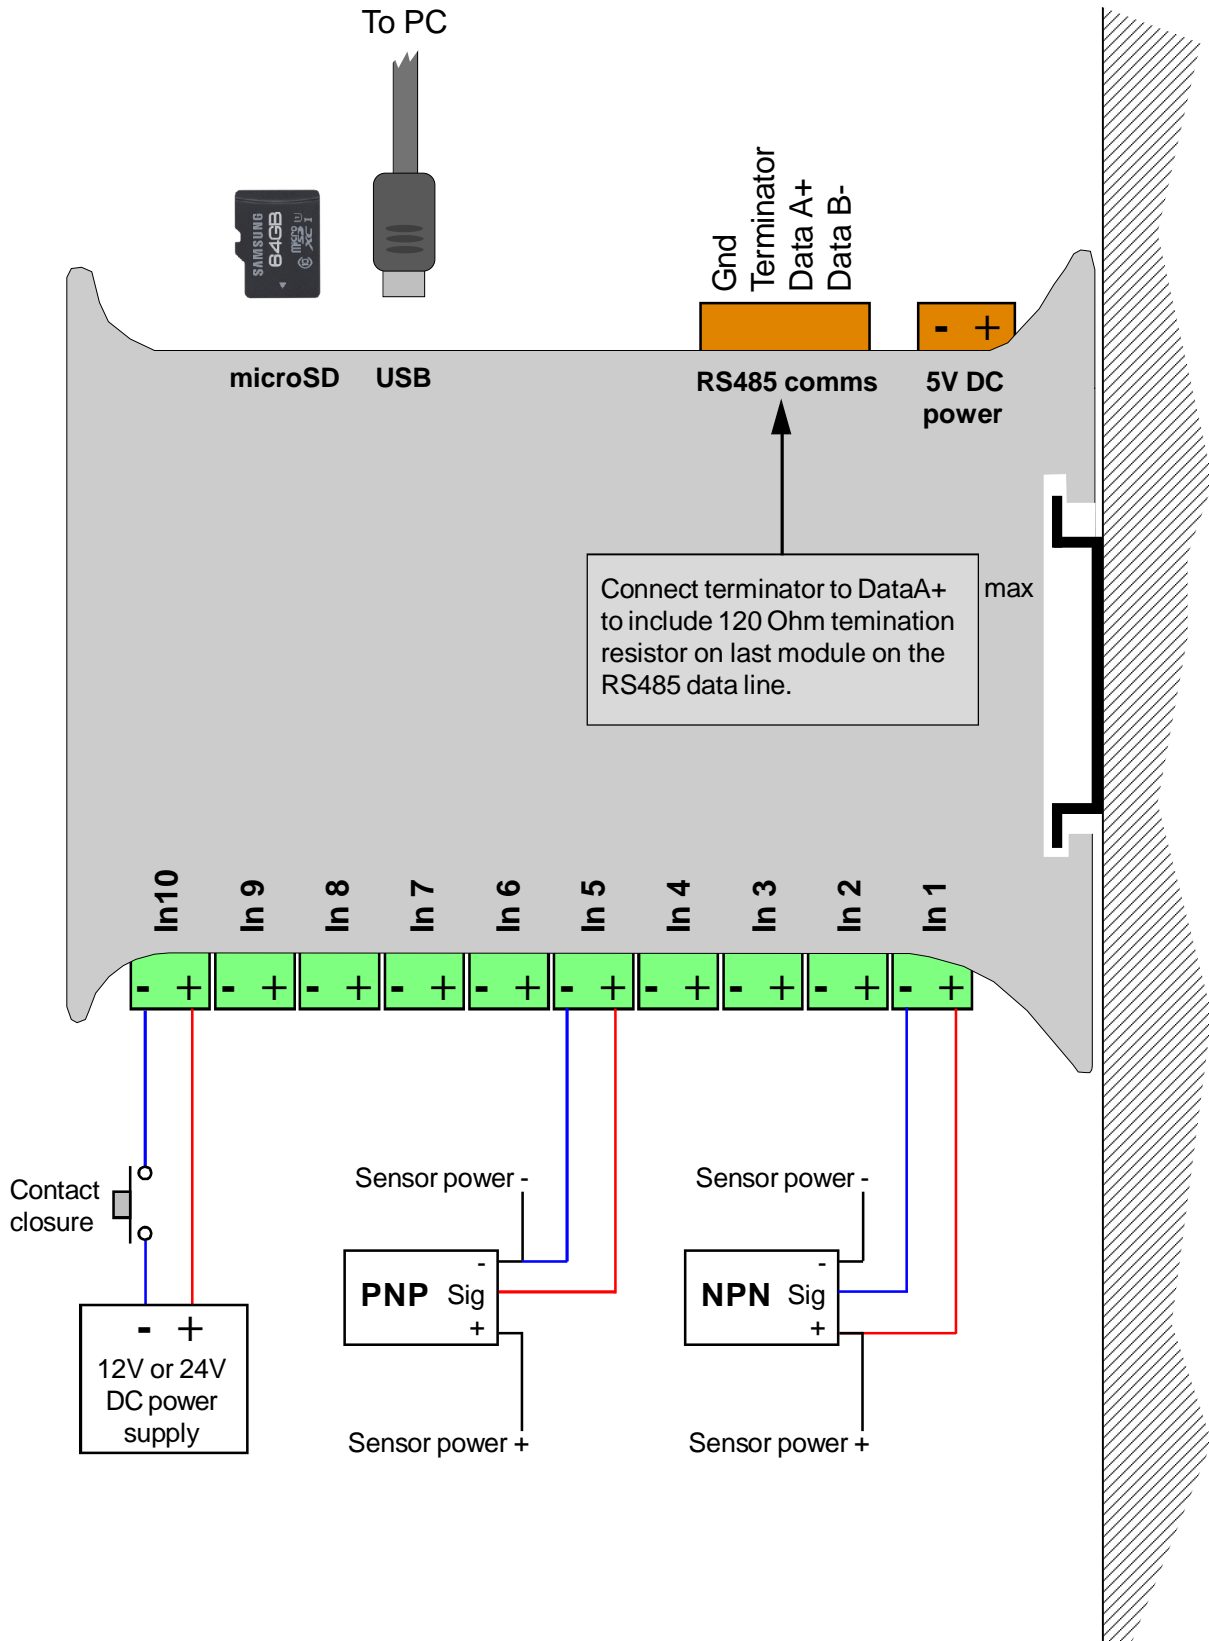 To PC
SAMSUNG
64GB
micro
SD
XC I
Gnd
Terminator
Data A+
Data B-
- +
microSD
USB
RS485 comms
5V DC
power
Connect terminator to DataA+
to include 120 Ohm temination
resistor on last module on the
RS485 data line.
max
In10
In 9
In 8
In 7
In 6
In 5
In 4
In 3
In 2
In 1
- + - + - + - + - + - + - + - + - + - +
Contact
closure
- +
12V or 24V
DC power
supply
Sensor power -
-
PNP Sig
+
Sensor power +
Sensor power -
-
NPN Sig
+
Sensor power +